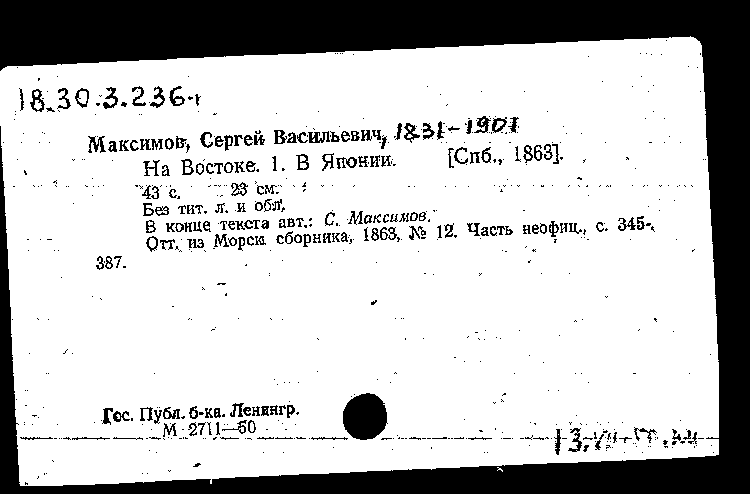 18.30.3.236
Максимов, Сергей Васильевич, 1831-1901
На Востоке. 1. В Японии. [Спб., 1863].
43 с. 23 см.
Без тит. л. и обл.
В конце текста авт.: С. Максимов.
Отт. из Морск. сборника, 1863, № 12. Часть неофиц., с. 345-
387.
Гос. Публ. б-ка. Ленингр.
М 2711—50